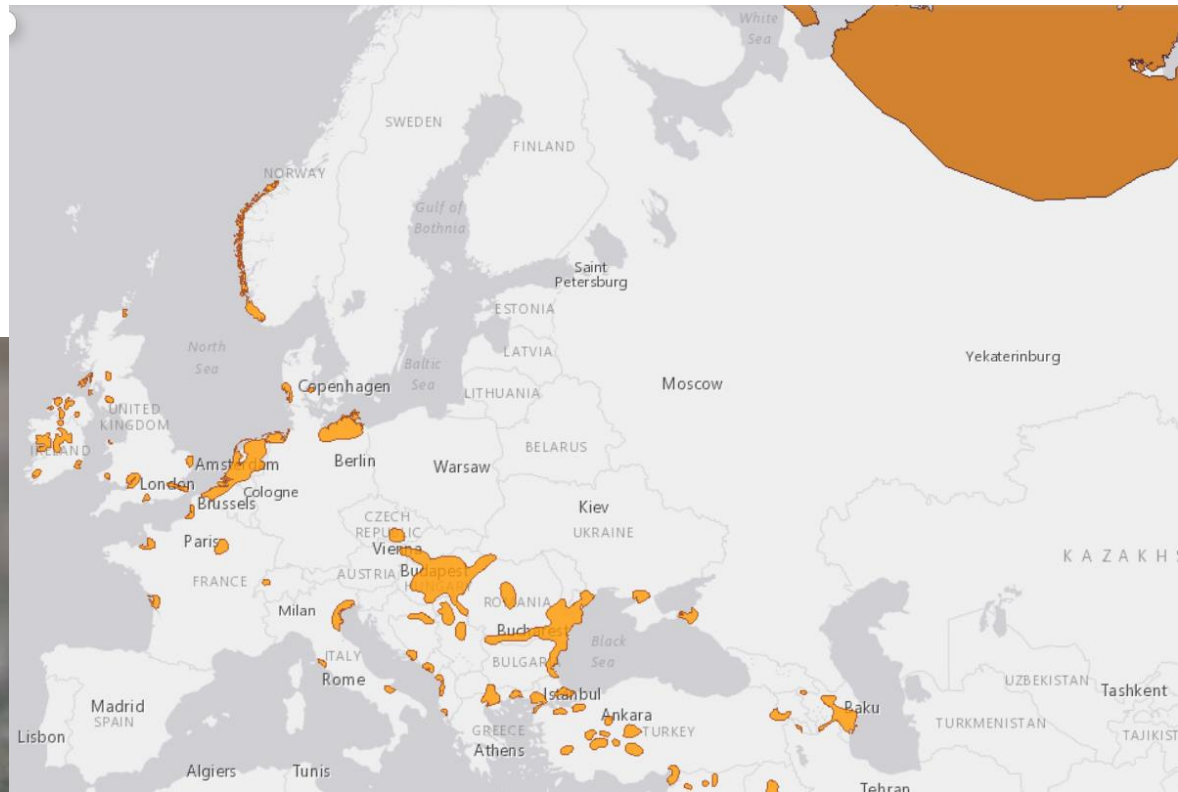 White
Sea
SWEDEN
FINLAND
NORWAY
Gulf of
Bothnia
Saint
Petersburg
ESTONIA
North
Sea
LATVIA
Baltic
Sea
Yekaterinburg
Copenhagen
Moscow
LITHUANIA
UNITED
KINGDOM
BELARUS
IRELAND
Amsterdam
Berlin
Warsaw
London
Cologne
Brussels
Kiev
CZECH
REPUBLIC
UKRAINE
Paris
Vienna
KAZAKHS
FRANCE
AUSTRIA
Budapest
HUNGARY
ROMANIA
Milan
Bucharest
Black
Sea
ITALY
BULGARIA
Rome
UZBEKISTAN
Tashkent
Istanbul
Madrid
SPAIN
Baku
Ankara
TURKMENISTAN
GREECE
TURKEY
Lisbon
TAJIKIST
Athens
Algiers
Tunis
Tehran